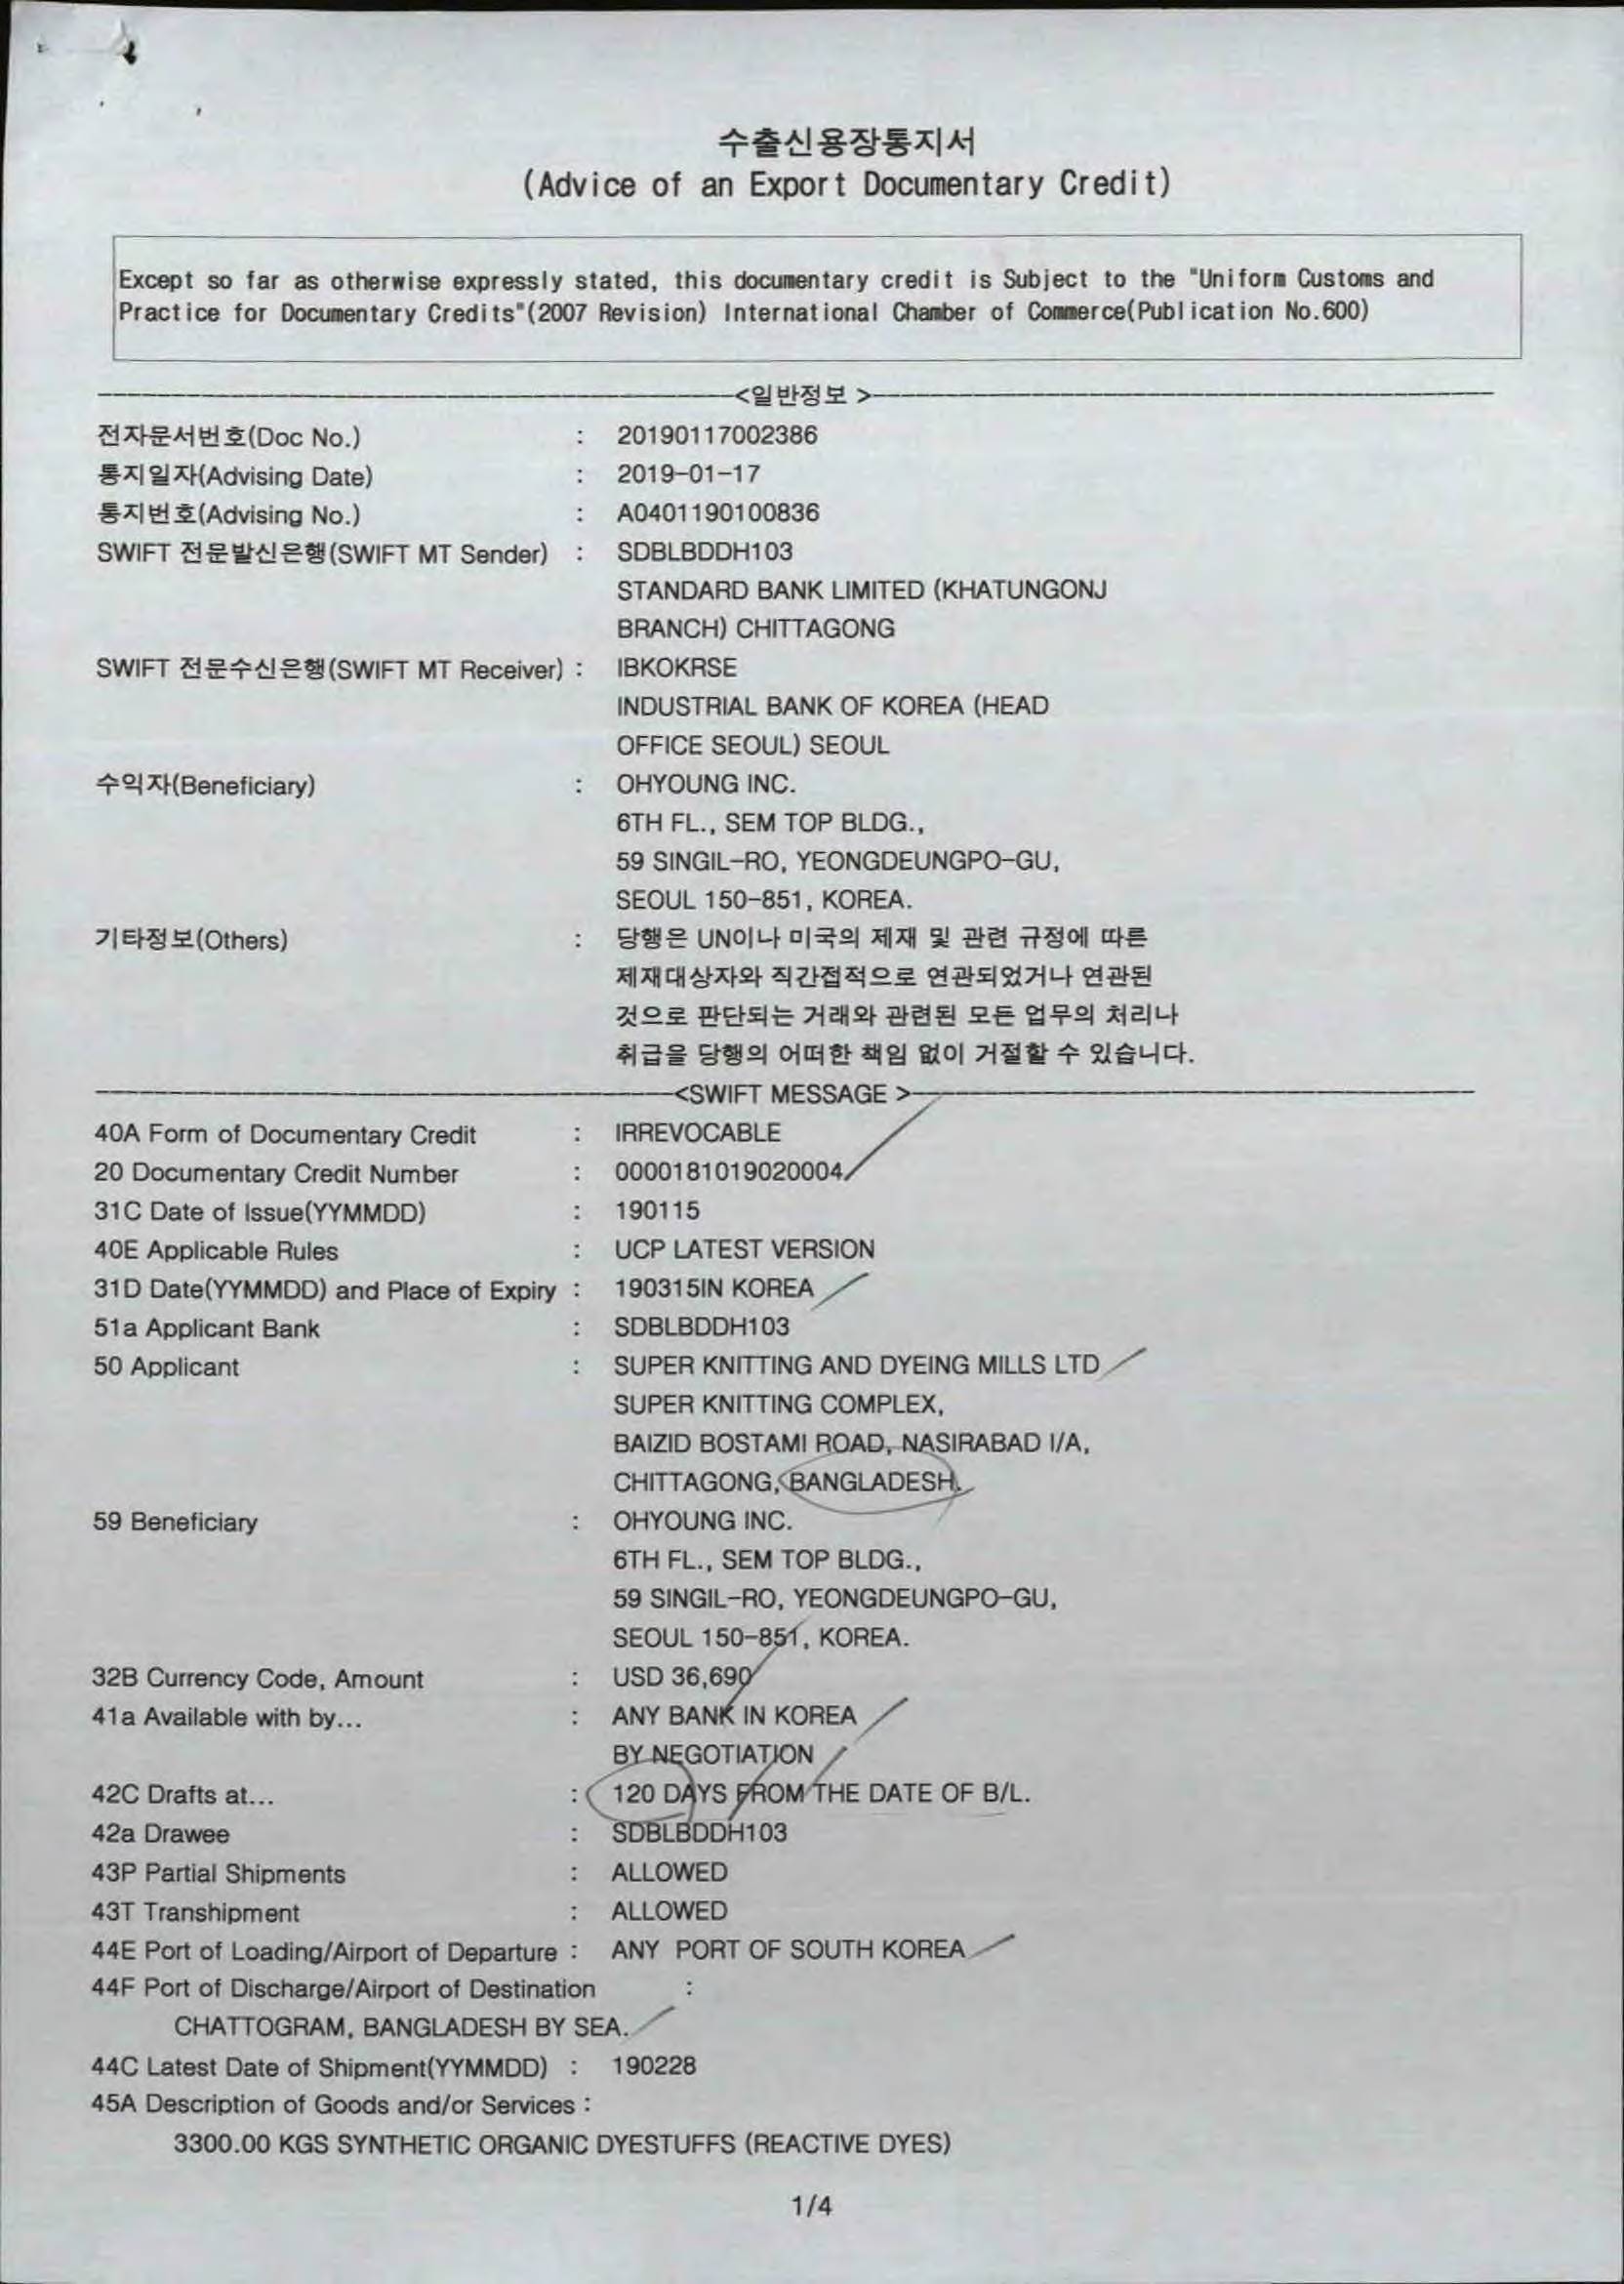 수출신용장통지서
(Advice of an Export Documentary Credit)
Except so far as otherwise expressly stated, this documentary credit is Subject to the "Uniform Customs and
Practice for Documentary Credits"(2007 Revision) International Chamber of Commerce(Publication No.600)
<일반정보 >
전자문서번호(Doc No.) : 20190117002386
통지일자(Advising Date) : 2019-01-17
통지번호(Advising No.) : A0401190100836
SWIFT 전문발신은행(SWIFT MT Sender) : SDBLBDDH103
STANDARD BANK LIMITED (KHATUNGONJ
BRANCH) CHITTAGONG
SWIFT 전문수신은행(SWIFT MT Receiver) : IBKOKRSE
INDUSTRIAL BANK OF KOREA (HEAD
OFFICE SEOUL) SEOUL
수익자(Beneficiary) : OHYOUNG INC.
6TH FL., SEM TOP BLDG.,
59 SINGIL-RO, YEONGDEUNGPO-GU,
SEOUL 150-851, KOREA.
기타정보(Others) : 당행은 UN이나 미국의 제재 및 관련 규정에 따른
제재대상자와 직간접적으로 연관되었거나 연관된
것으로 판단되는 거래와 관련된 모든 업무의 처리나
취급을 당행의 어떠한 책임 없이 거절할 수 있습니다.
<SWIFT MESSAGE >
40A Form of Documentary Credit : IRREVOCABLE
20 Documentary Credit Number : 0000181019020004
31C Date of Issue(YYMMDD) : 190115
40E Applicable Rules : UCP LATEST VERSION
31D Date(YYMMDD) and Place of Expiry : 190315IN KOREA
51a Applicant Bank : SDBLBDDH103
50 Applicant : SUPER KNITTING AND DYEING MILLS LTD
SUPER KNITTING COMPLEX,
BAIZID BOSTAMI ROAD, NASIRABAD I/A,
CHITTAGONG, BANGLADESH.
59 Beneficiary : OHYOUNG INC.
6TH FL., SEM TOP BLDG.,
59 SINGIL-RO, YEONGDEUNGPO-GU,
SEOUL 150-851, KOREA.
32B Currency Code, Amount : USD 36,690
41a Available with by... : ANY BANK IN KOREA
BY NEGOTIATION
42C Drafts at... : 120 DAYS FROM THE DATE OF B/L.
42a Drawee : SDBLBDDH103
43P Partial Shipments : ALLOWED
43T Transhipment : ALLOWED
44E Port of Loading/Airport of Departure : ANY PORT OF SOUTH KOREA
44F Port of Discharge/Airport of Destination :
CHATTOGRAM, BANGLADESH BY SEA.
44C Latest Date of Shipment(YYMMDD) : 190228
45A Description of Goods and/or Services :
3300.00 KGS SYNTHETIC ORGANIC DYESTUFFS (REACTIVE DYES)
1/4